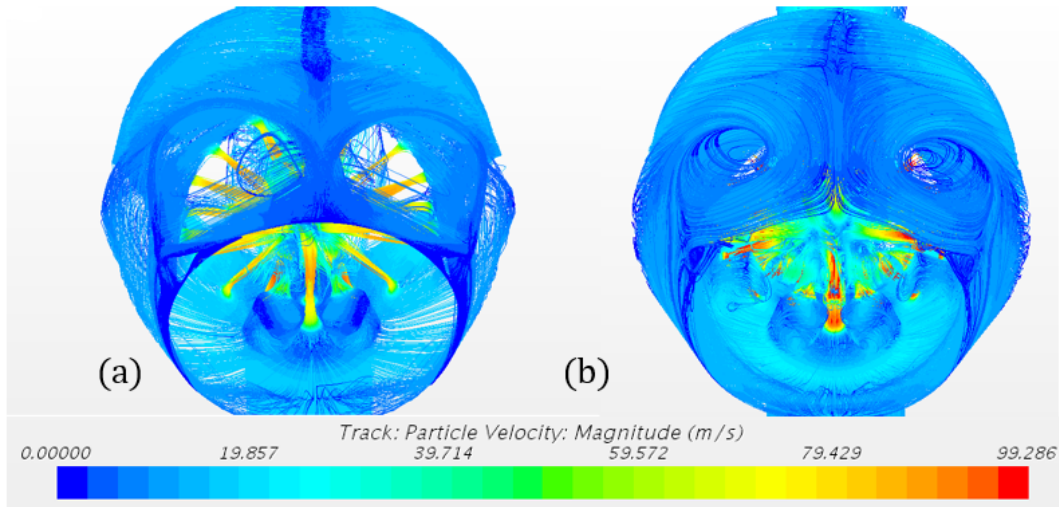 (a)
(b)
Track: Particle Velocity: Magnitude (m/s)
0.00000 19.857 39.714 59.572 79.429 99.286